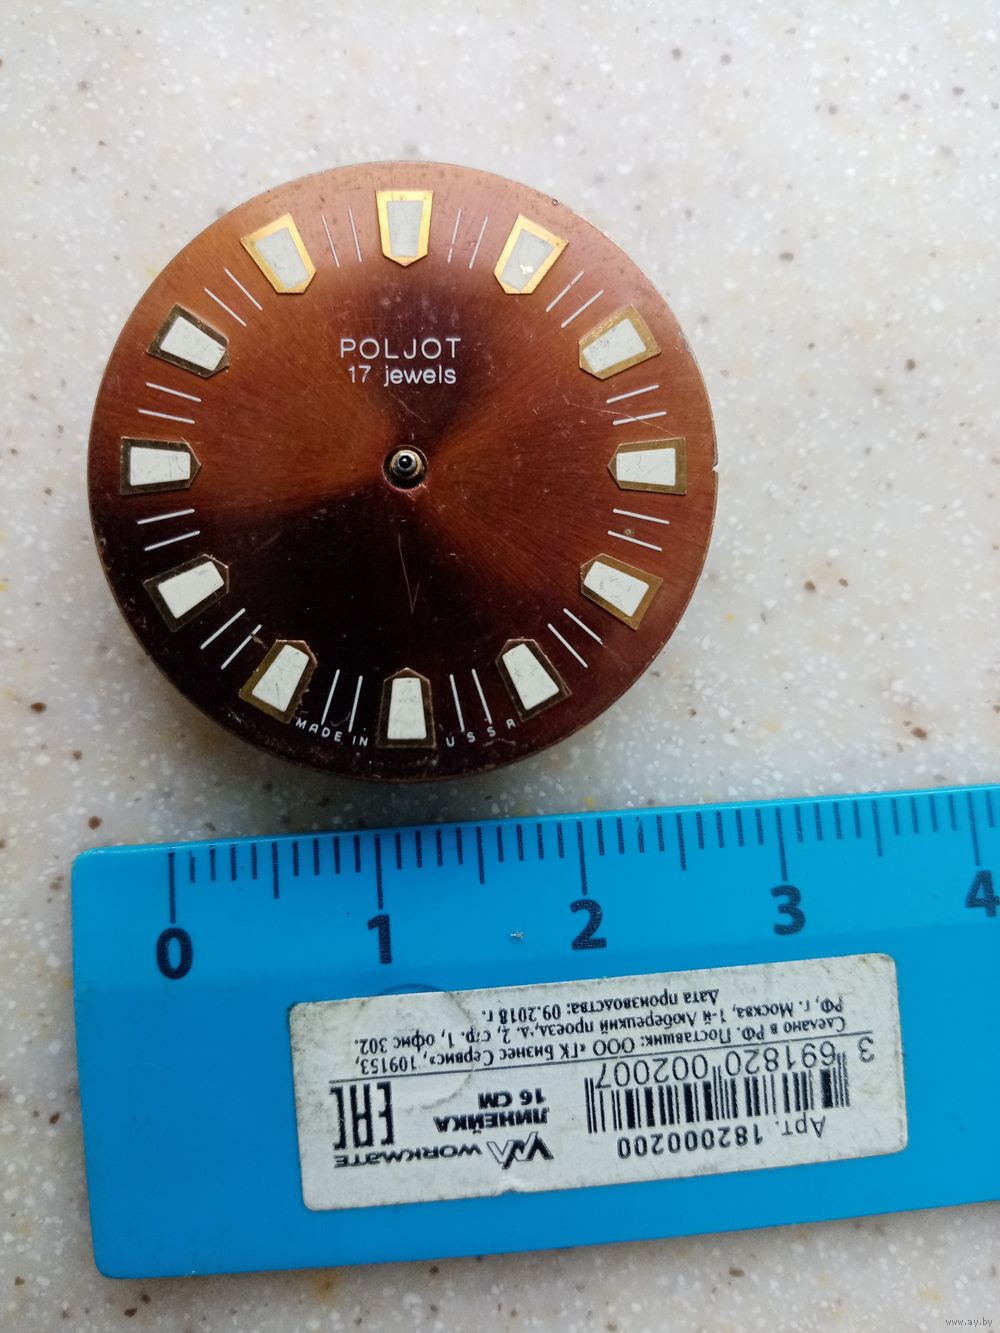 POLJOT
17 jewels
MADE IN USSR
0 1 2 3 4
Арт. 182000200
3 691820 002007
WORKMATE
ЛИНЕЙКА
16 СМ
EAC
Сделано в РФ. Поставщик: ООО «ГК Бизнес Сервис», 109153,
РФ, г. Москва, 1-й Люберецкий проезд, д. 2, стр. 1, офис 302.
Дата производства: 09.2018 г.
www.ay.by